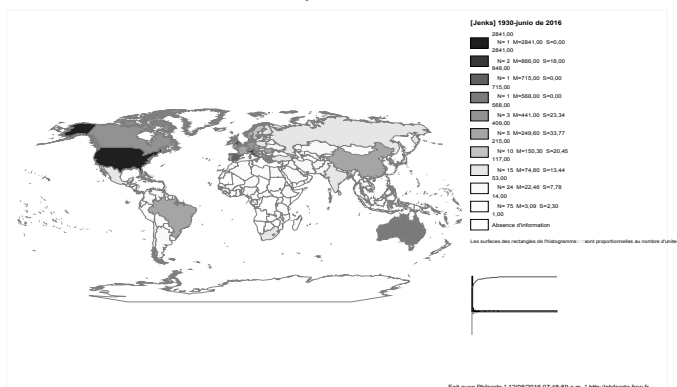 [Jenks] 1930-junio de 2016
2841,00
N= 1 M=2841,00 S=0,00
2841,00
N= 2 M=866,00 S=18,00
848,00
N= 1 M=715,00 S=0,00
715,00
N= 1 M=568,00 S=0,00
568,00
N= 3 M=441,00 S=23,34
409,00
N= 5 M=249,60 S=33,77
215,00
N= 10 M=150,30 S=20,45
117,00
N= 15 M=74,60 S=13,44
53,00
N= 24 M=22,46 S=7,78
14,00
N= 75 M=3,09 S=2,30
1,00
Absence d'information
Les surfaces des rectangles de l'histogramme sont proportionnelles au nombre d'unite